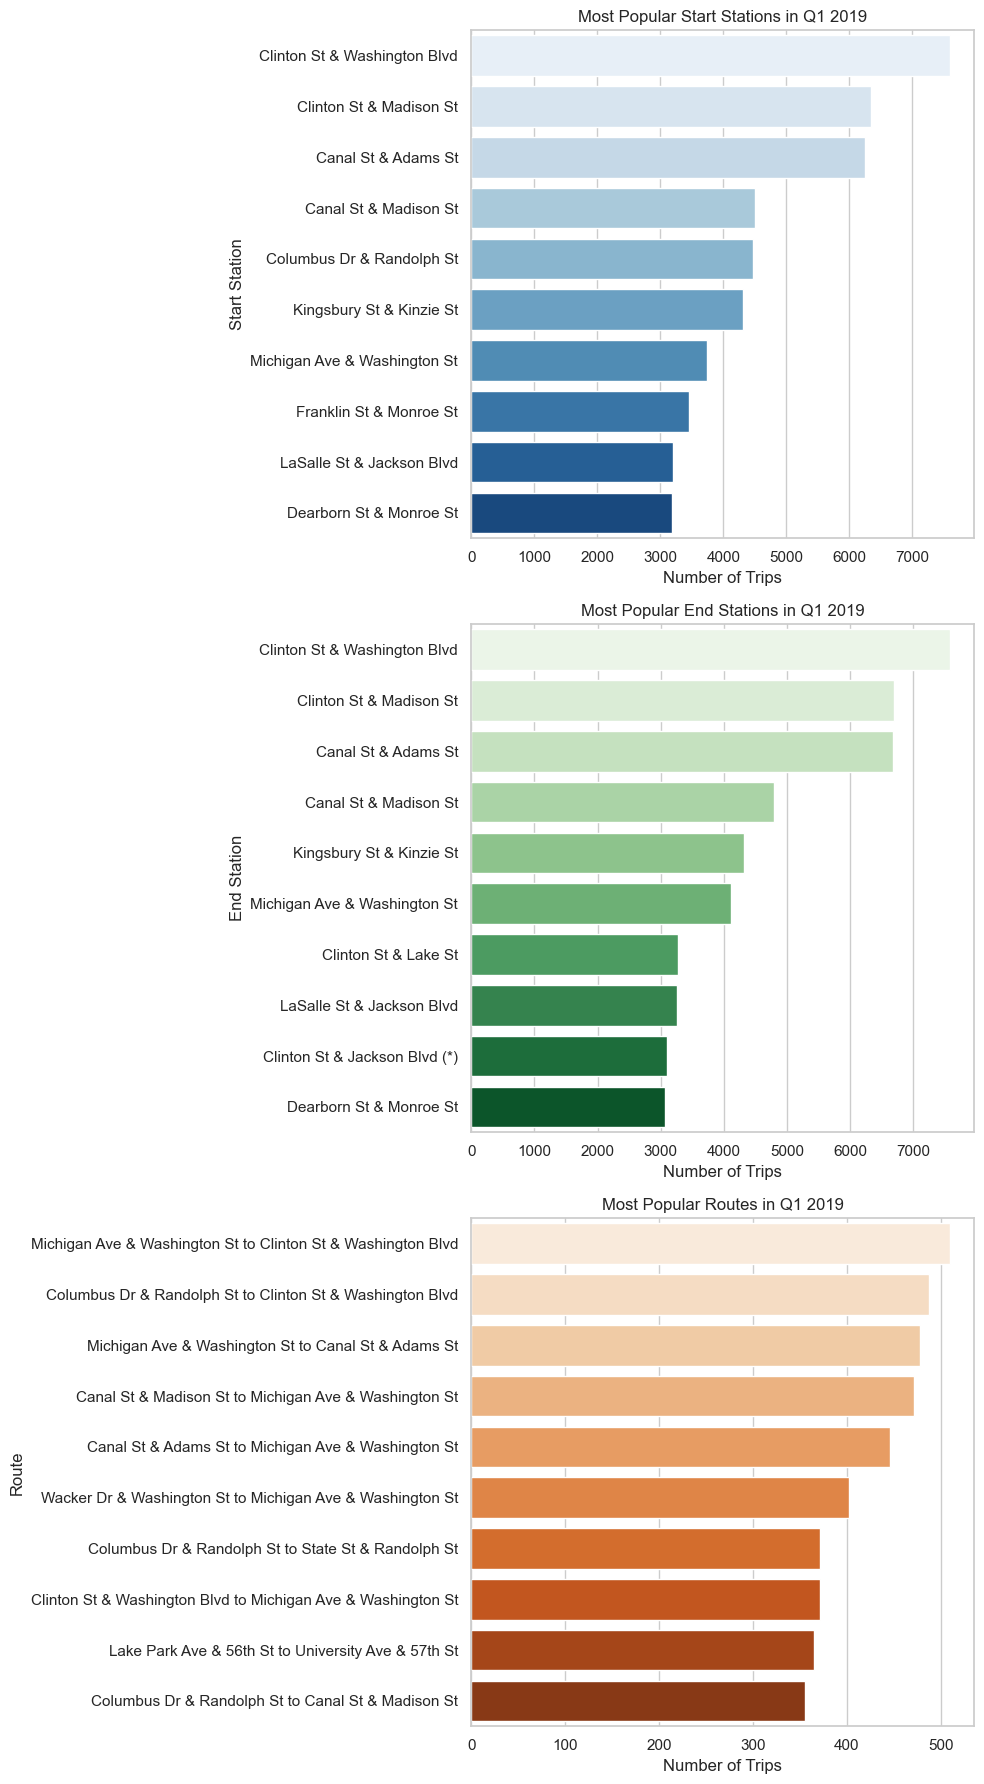 Most Popular Start Stations in Q1 2019
Start Station
Clinton St & Washington Blvd
Clinton St & Madison St
Canal St & Adams St
Canal St & Madison St
Columbus Dr & Randolph St
Kingsbury St & Kinzie St
Michigan Ave & Washington St
Franklin St & Monroe St
LaSalle St & Jackson Blvd
Dearborn St & Monroe St
0 1000 2000 3000 4000 5000 6000 7000
Number of Trips
Most Popular End Stations in Q1 2019
End Station
Clinton St & Washington Blvd
Clinton St & Madison St
Canal St & Adams St
Canal St & Madison St
Kingsbury St & Kinzie St
Michigan Ave & Washington St
Clinton St & Lake St
LaSalle St & Jackson Blvd
Clinton St & Jackson Blvd (*)
Dearborn St & Monroe St
0 1000 2000 3000 4000 5000 6000 7000
Number of Trips
Most Popular Routes in Q1 2019
Route
Michigan Ave & Washington St to Clinton St & Washington Blvd
Columbus Dr & Randolph St to Clinton St & Washington Blvd
Michigan Ave & Washington St to Canal St & Adams St
Canal St & Madison St to Michigan Ave & Washington St
Canal St & Adams St to Michigan Ave & Washington St
Wacker Dr & Washington St to Michigan Ave & Washington St
Columbus Dr & Randolph St to State St & Randolph St
Clinton St & Washington Blvd to Michigan Ave & Washington St
Lake Park Ave & 56th St to University Ave & 57th St
Columbus Dr & Randolph St to Canal St & Madison St
0 100 200 300 400 500
Number of Trips